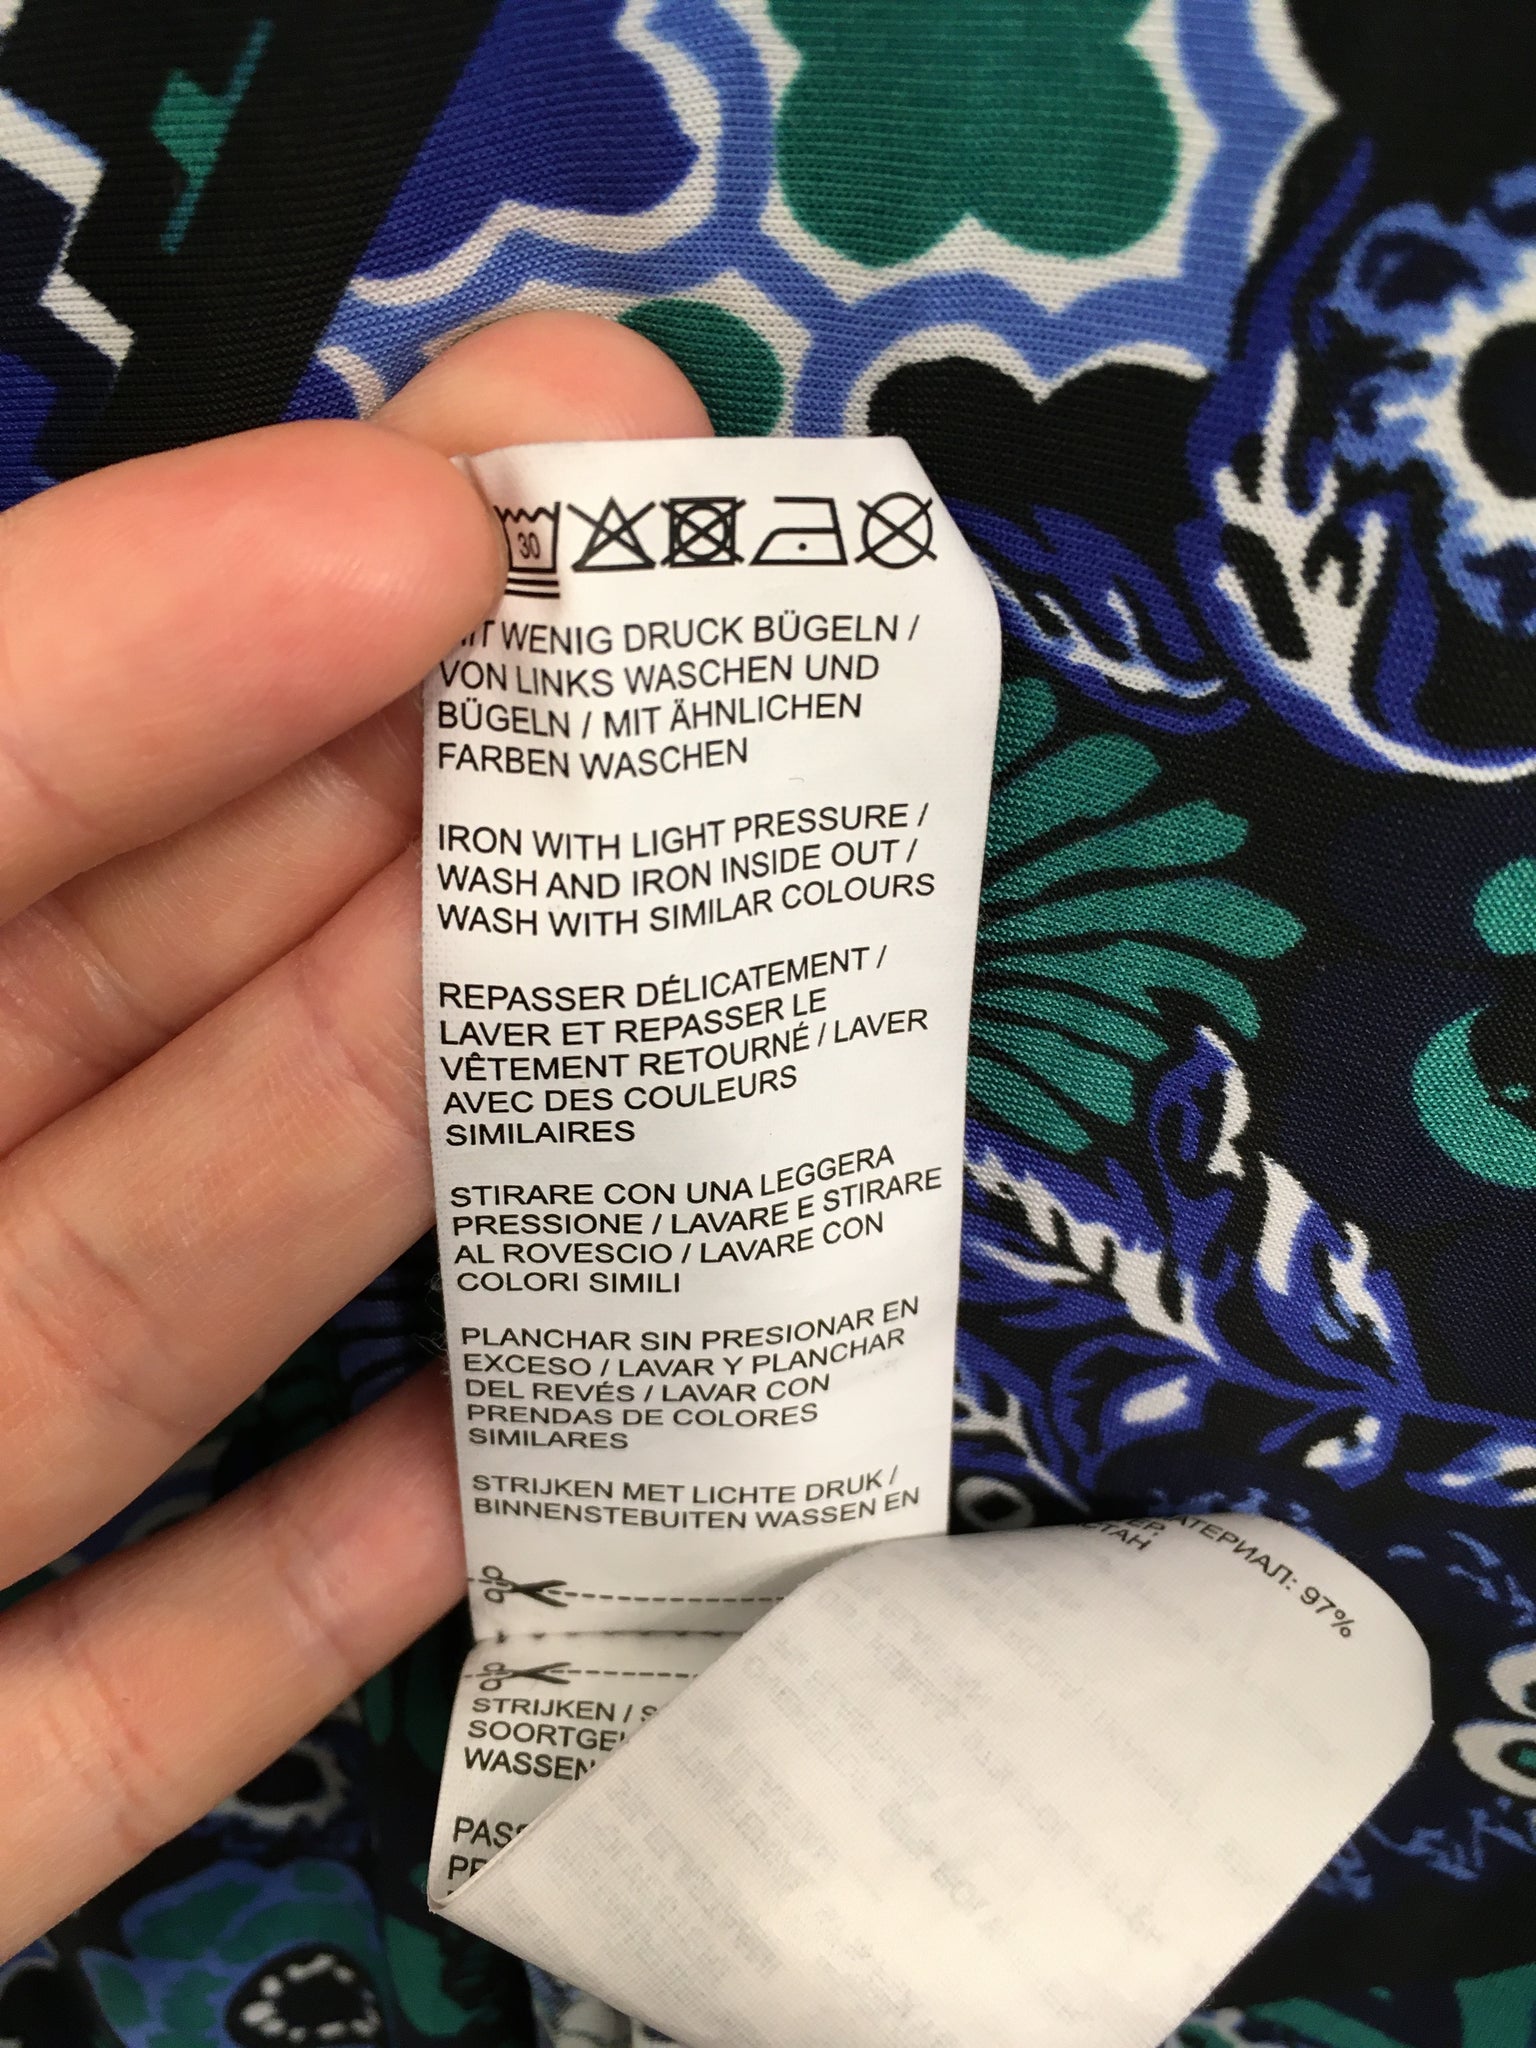 30
WENIG DRUCK BÜGELN /
VON LINKS WASCHEN UND
BÜGELN / MIT ÄHNLICHEN
FARBEN WASCHEN
IRON WITH LIGHT PRESSURE /
WASH AND IRON INSIDE OUT /
WASH WITH SIMILAR COLOURS
REPASSER DÉLICATEMENT /
LAVER ET REPASSER LE
VÊTEMENT RETOURNÉ / LAVER
AVEC DES COULEURS
SIMILAIRES
STIRARE CON UNA LEGGERA
PRESSIONE / LAVARE E STIRARE
AL ROVESCIO / LAVARE CON
COLORI SIMILI
PLANCHAR SIN PRESIONAR EN
EXCESO / LAVAR Y PLANCHAR
DEL REVÉS / LAVAR CON
PRENDAS DE COLORES
SIMILARES
STRIJKEN MET LICHTE DRUK /
BINNENSTEBUITEN WASSEN EN
STRIJKEN /
WASSEN
97%